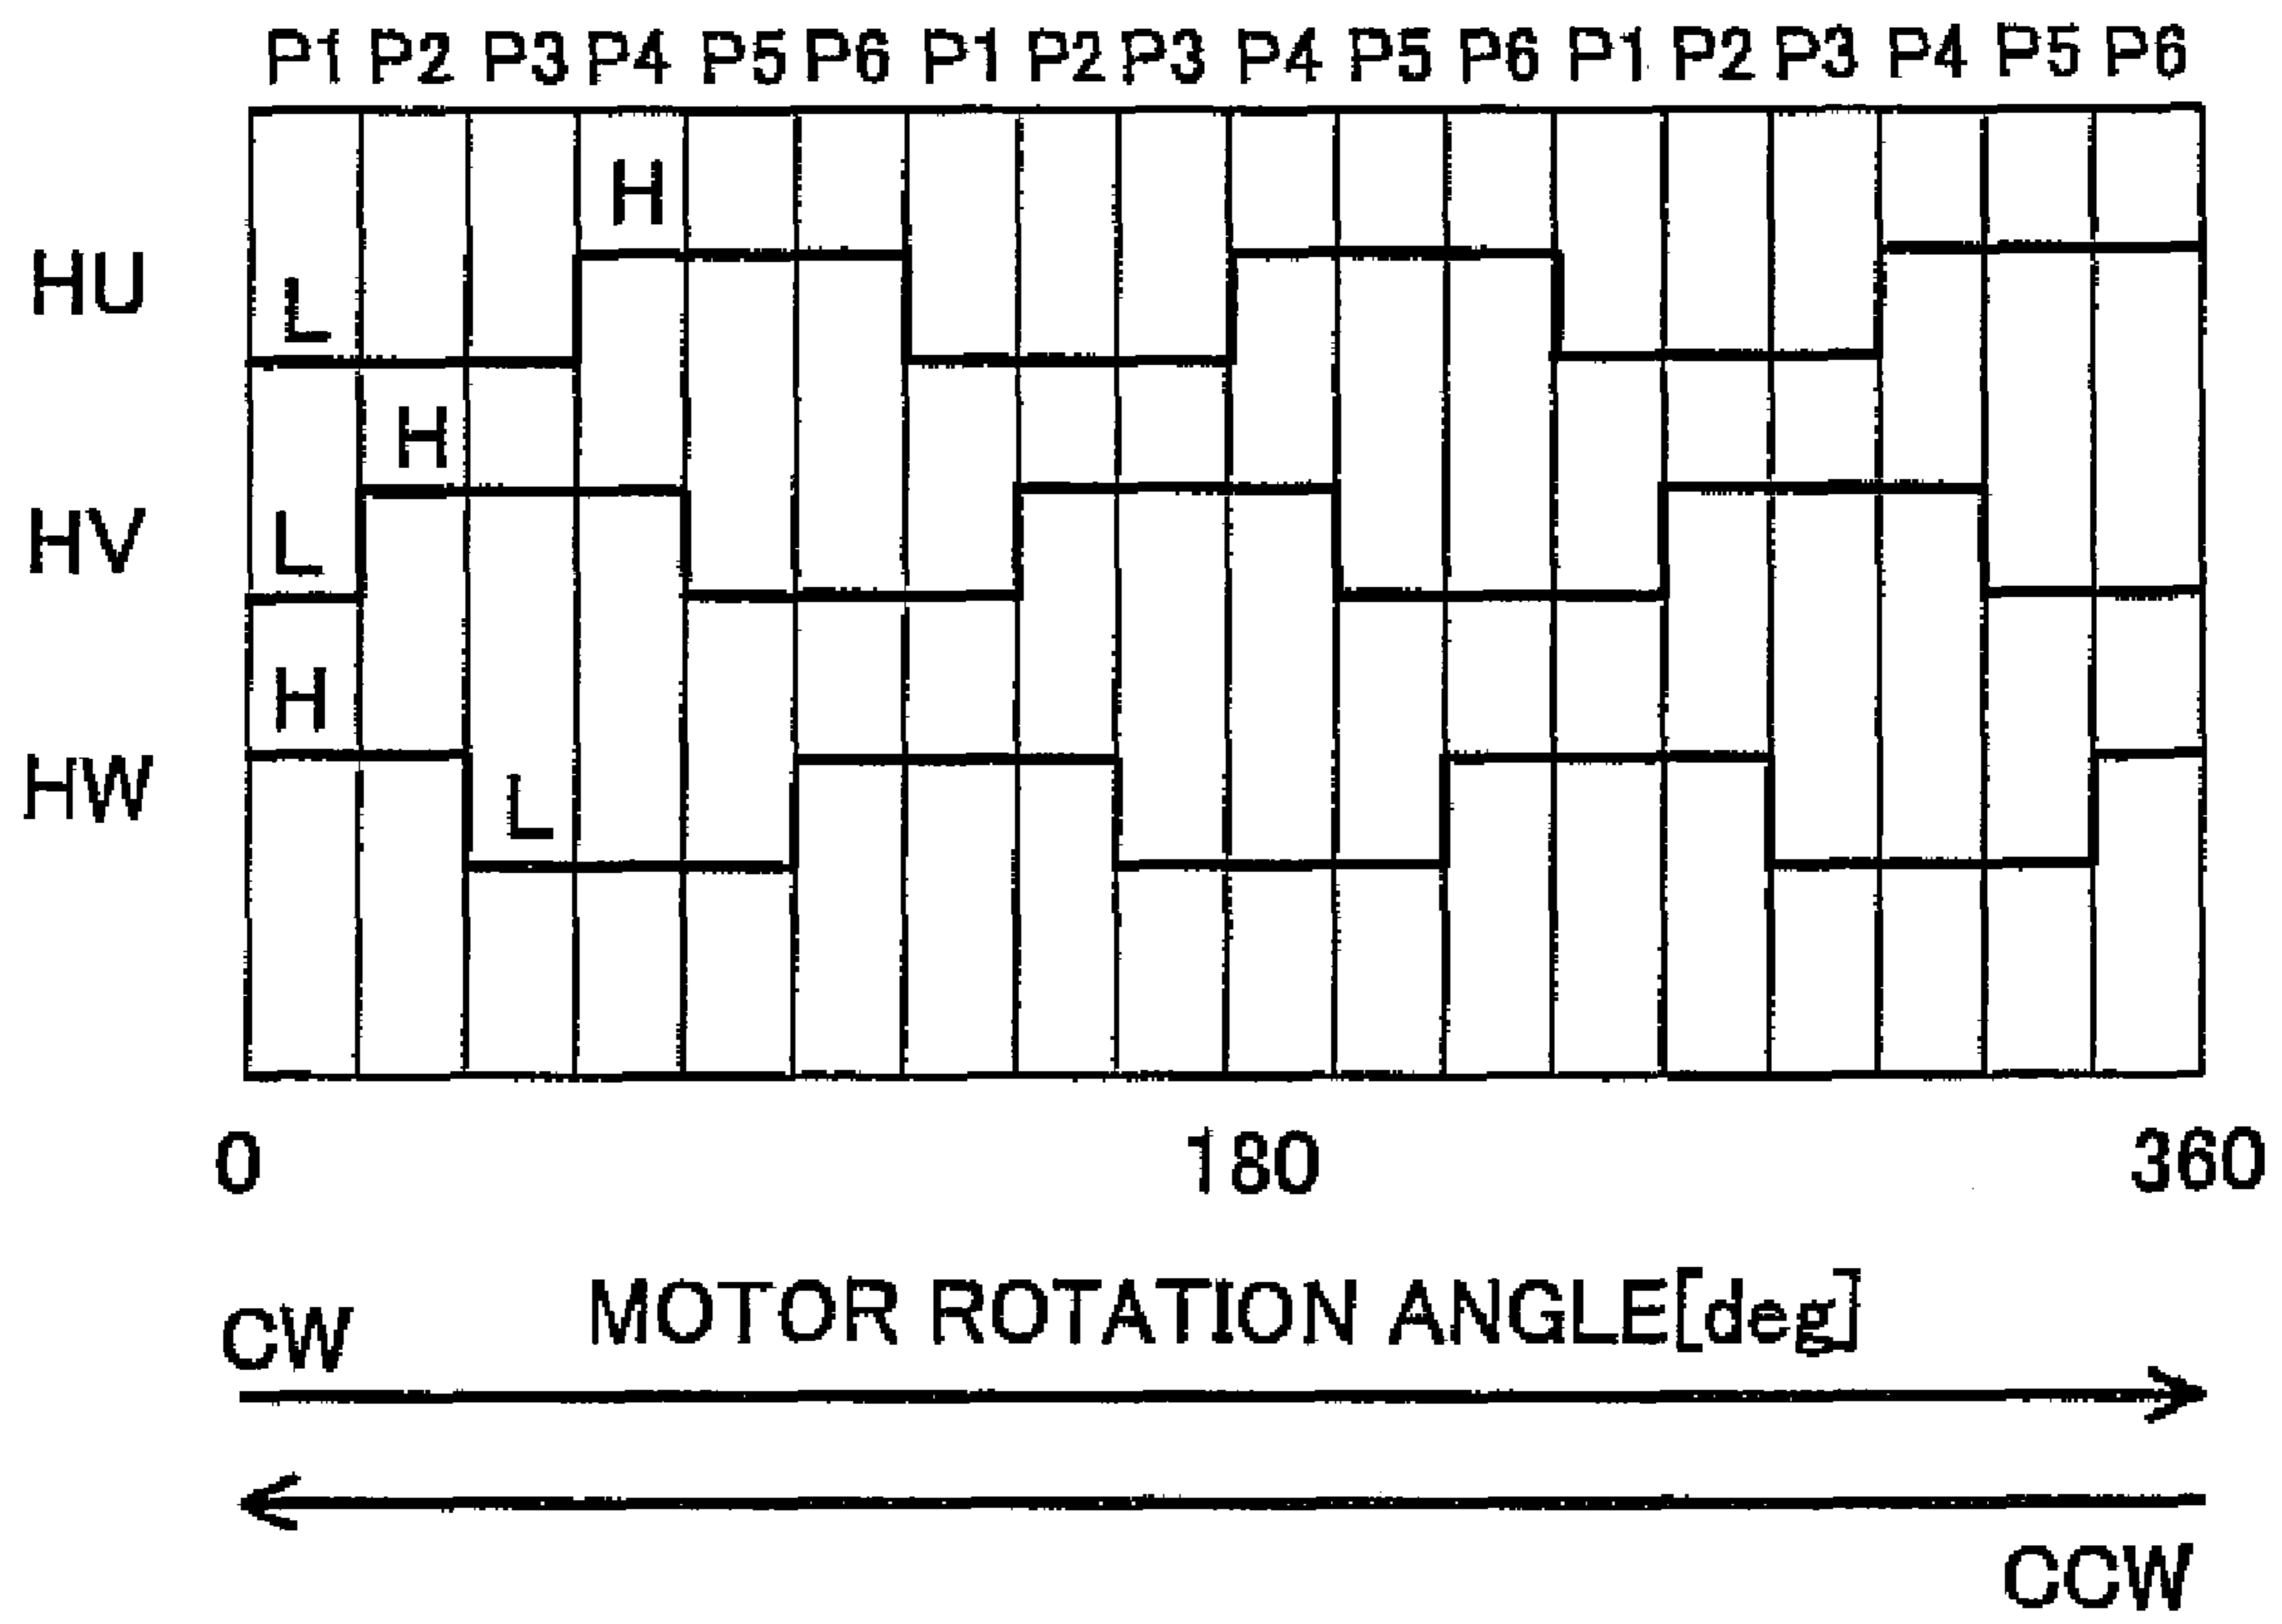 P1 P2 P3 P4 P5 P6 P1 P2 P3 P4 P5 P6 P1 P2 P3 P4 P5 P6
H
HU
L
H
HV
L
H
HW
L
0 180 360
MOTOR ROTATION ANGLE[deg]
CW
CCW